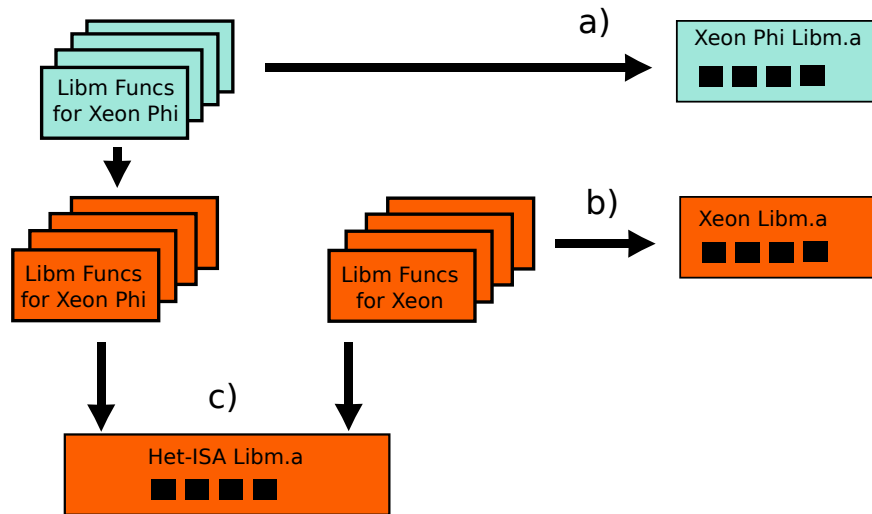 a)
Xeon Phi Libm.a
Libm Funcs
for Xeon Phi
b)
Xeon Libm.a
Libm Funcs
for Xeon Phi
Libm Funcs
for Xeon
c)
Het-ISA Libm.a